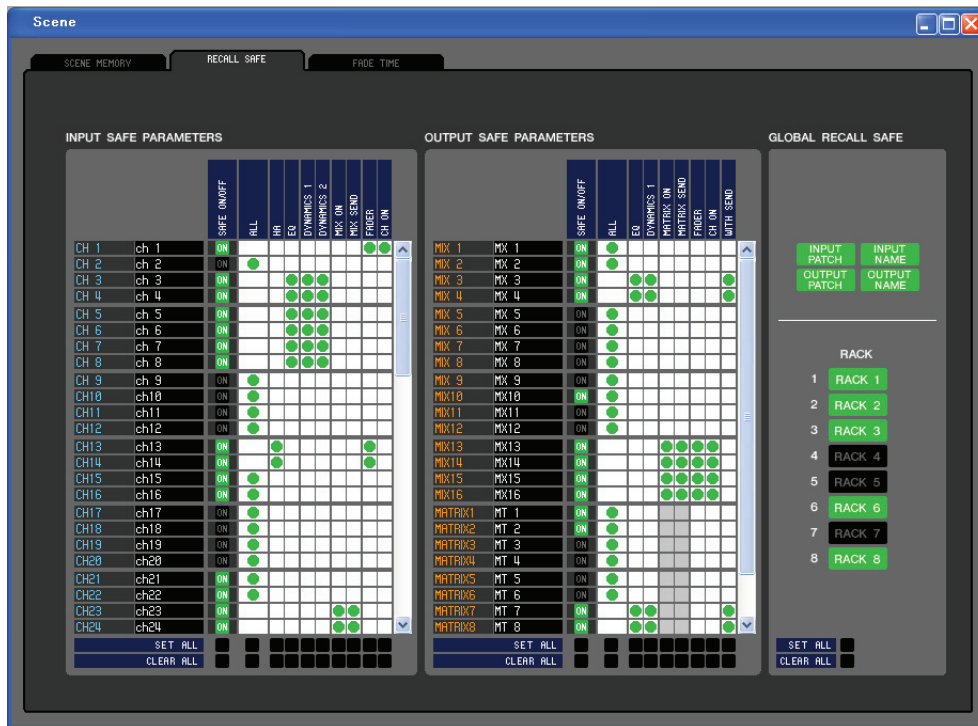 Scene
SCENE MEMORY RECALL SAFE FADE TIME
INPUT SAFE PARAMETERS OUTPUT SAFE PARAMETERS GLOBAL RECALL SAFE
SAFE ON/OFF ALL HA EQ DYNAMICS 1 DYNAMICS 2 MIX ON MIX SEND FADER CH ON
SAFE ON/OFF ALL EQ DYNAMICS 1 MATRIX ON MATRIX SEND FADER CH ON WITH SEND
CH 1 ch 1 ON
CH 2 ch 2 ON
CH 3 ch 3 ON
CH 4 ch 4 ON
CH 5 ch 5 ON
CH 6 ch 6 ON
CH 7 ch 7 ON
CH 8 ch 8 ON
CH 9 ch 9 ON
CH10 ch10 ON
CH11 ch11 ON
CH12 ch12 ON
CH13 ch13 ON
CH14 ch14 ON
CH15 ch15 ON
CH16 ch16 ON
CH17 ch17 ON
CH18 ch18 ON
CH19 ch19 ON
CH20 ch20 ON
CH21 ch21 ON
CH22 ch22 ON
CH23 ch23 ON
CH24 ch24 ON
SET ALL
CLEAR ALL
MIX 1 MX 1 ON
MIX 2 MX 2 ON
MIX 3 MX 3 ON
MIX 4 MX 4 ON
MIX 5 MX 5 ON
MIX 6 MX 6 ON
MIX 7 MX 7 ON
MIX 8 MX 8 ON
MIX 9 MX 9 ON
MIX10 MX10 ON
MIX11 MX11 ON
MIX12 MX12 ON
MIX13 MX13 ON
MIX14 MX14 ON
MIX15 MX15 ON
MIX16 MX16 ON
MATRIX1 MT 1 ON
MATRIX2 MT 2 ON
MATRIX3 MT 3 ON
MATRIX4 MT 4 ON
MATRIX5 MT 5 ON
MATRIX6 MT 6 ON
MATRIX7 MT 7 ON
MATRIX8 MT 8 ON
SET ALL
CLEAR ALL
INPUT PATCH INPUT NAME
OUTPUT PATCH OUTPUT NAME
RACK
1 RACK 1
2 RACK 2
3 RACK 3
4 RACK 4
5 RACK 5
6 RACK 6
7 RACK 7
8 RACK 8
SET ALL
CLEAR ALL